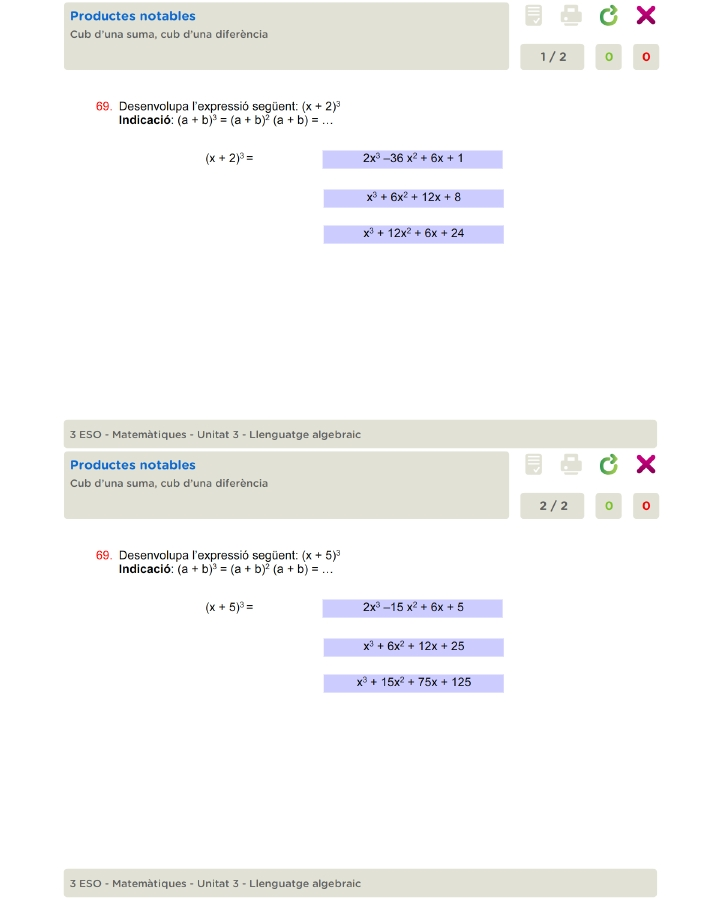 Productes notables
Cub d'una suma, cub d'una diferència
1 / 2
0
0
69. Desenvolupa l'expressió següent: (x + 2)³
Indicació: (a + b)³ = (a + b)² (a + b) = …
(x + 2)³ =
2x³ –36 x² + 6x + 1
x³ + 6x² + 12x + 8
x³ + 12x² + 6x + 24
3 ESO - Matemàtiques - Unitat 3 - Llenguatge algebraic
Productes notables
Cub d'una suma, cub d'una diferència
2 / 2
0
0
69. Desenvolupa l'expressió següent: (x + 5)³
Indicació: (a + b)³ = (a + b)² (a + b) = …
(x + 5)³ =
2x³ –15 x² + 6x + 5
x³ + 6x² + 12x + 25
x³ + 15x² + 75x + 125
3 ESO - Matemàtiques - Unitat 3 - Llenguatge algebraic